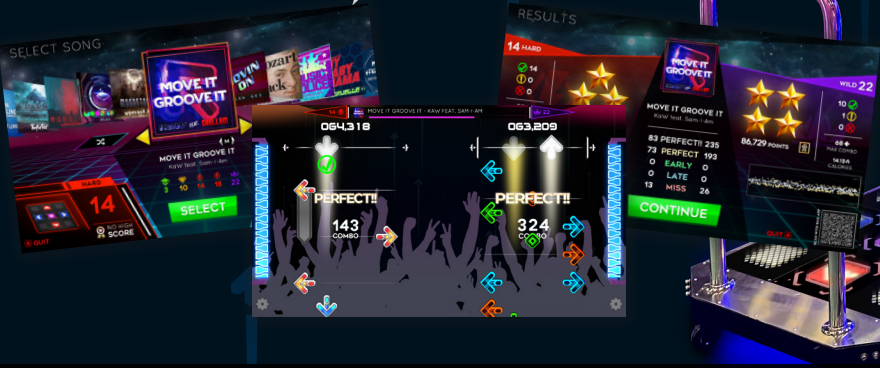 SELECT SONG
MOVE IT
GROOVE IT
MOVE IT GROOVE IT
KaW feat. Sam-I-Am
3 10 14 18 22
HARD
14
NO HIGH
SCORE
SELECT
QUIT
14
MOVE IT GROOVE IT - KAW FEAT. SAM-I-AM
22
064,318
063,209
PERFECT!!
PERFECT!!
143
COMBO
324
COMBO
RESULTS
14 HARD
14
0
0
MOVE IT
GROOVE IT
MOVE IT GROOVE IT
KaW feat. Sam-I-Am
83 PERFECT!! 235
73 PERFECT 193
0 EARLY 0
0 LATE 0
13 MISS 26
CONTINUE
WILD 22
10
1
0
86,729 POINTS
MAX COMBO
CALORIES
QUIT